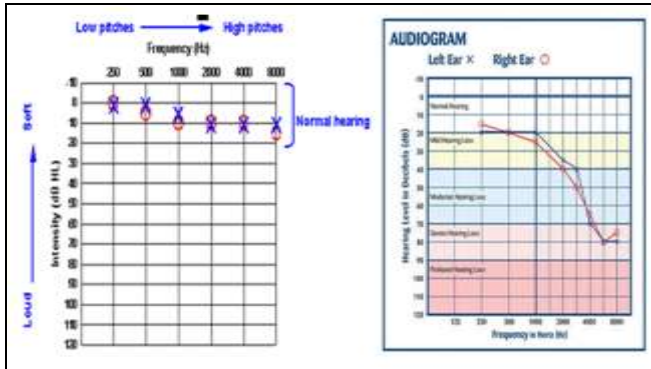 Low pitches High pitches
Frequency (Hz)
250 500 1000 2000 4000 8000
-10
0
10
20
30
40
50
60
70
80
90
100
110
120
Normal hearing
Soft
Loud
Intensity (dB HL)
AUDIOGRAM
Left Ear × Right Ear O
Normal Hearing
Mild Hearing Loss
Moderate Hearing Loss
Severe Hearing Loss
Profound Hearing Loss
Hearing Level in Decibels (dB)
Frequency in Hertz (Hz)